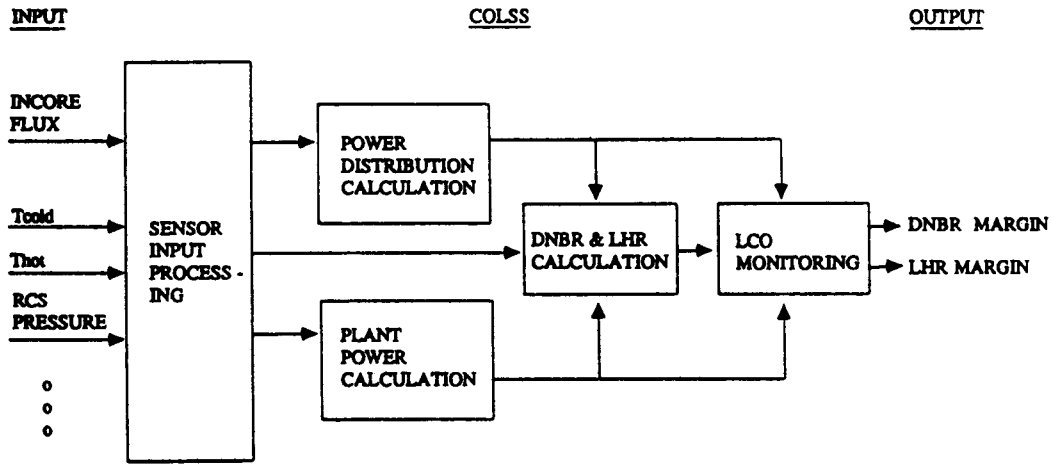 INPUT
COLSS
OUTPUT
INCORE
FLUX
Tcold
Thot
RCS
PRESSURE
o
o
o
SENSOR
INPUT
PROCESS -
ING
POWER
DISTRIBUTION
CALCULATION
PLANT
POWER
CALCULATION
DNBR & LHR
CALCULATION
LCO
MONITORING
DNBR MARGIN
LHR MARGIN